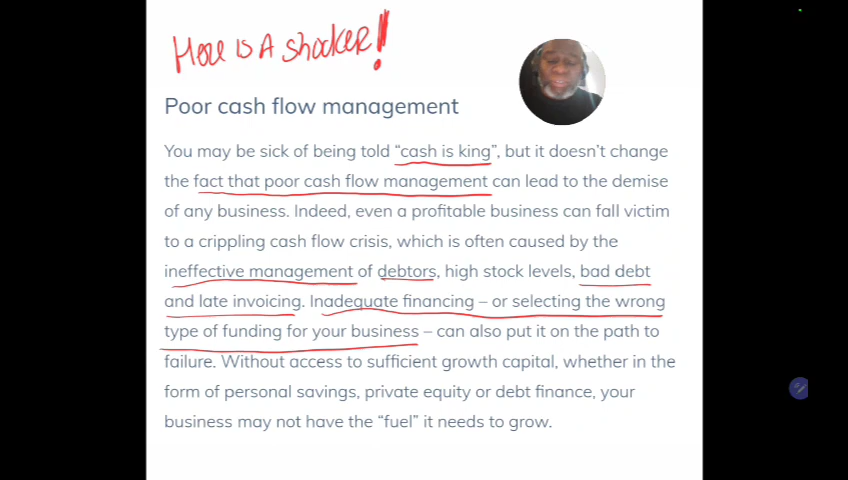 Here is A shocker!!
Poor cash flow management
You may be sick of being told “cash is king”, but it doesn’t change
the fact that poor cash flow management can lead to the demise
of any business. Indeed, even a profitable business can fall victim
to a crippling cash flow crisis, which is often caused by the
ineffective management of debtors, high stock levels, bad debt
and late invoicing. Inadequate financing – or selecting the wrong
type of funding for your business – can also put it on the path to
failure. Without access to sufficient growth capital, whether in the
form of personal savings, private equity or debt finance, your
business may not have the “fuel” it needs to grow.